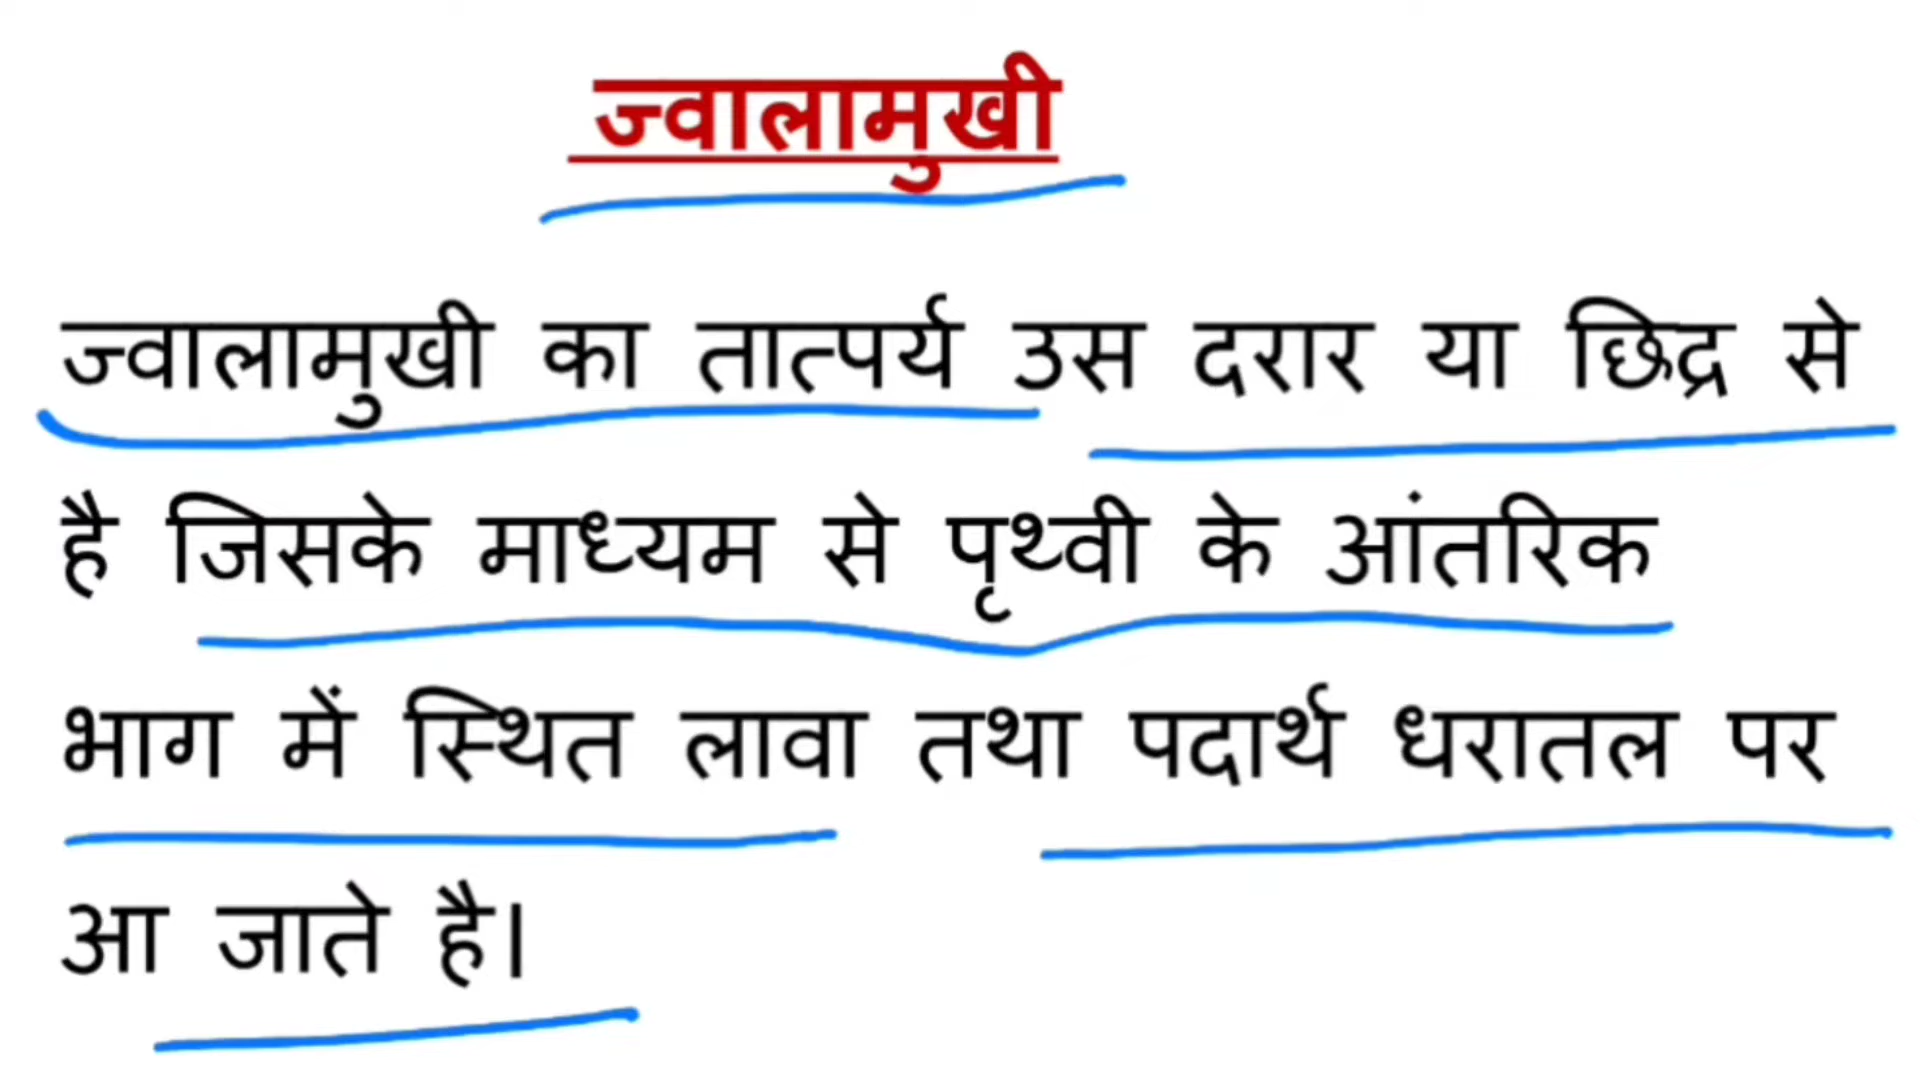 ज्वालामुखी
ज्वालामुखी का तात्पर्य उस दरार या छिद्र से
है जिसके माध्यम से पृथ्वी के आंतरिक
भाग में स्थित लावा तथा पदार्थ धरातल पर
आ जाते है।